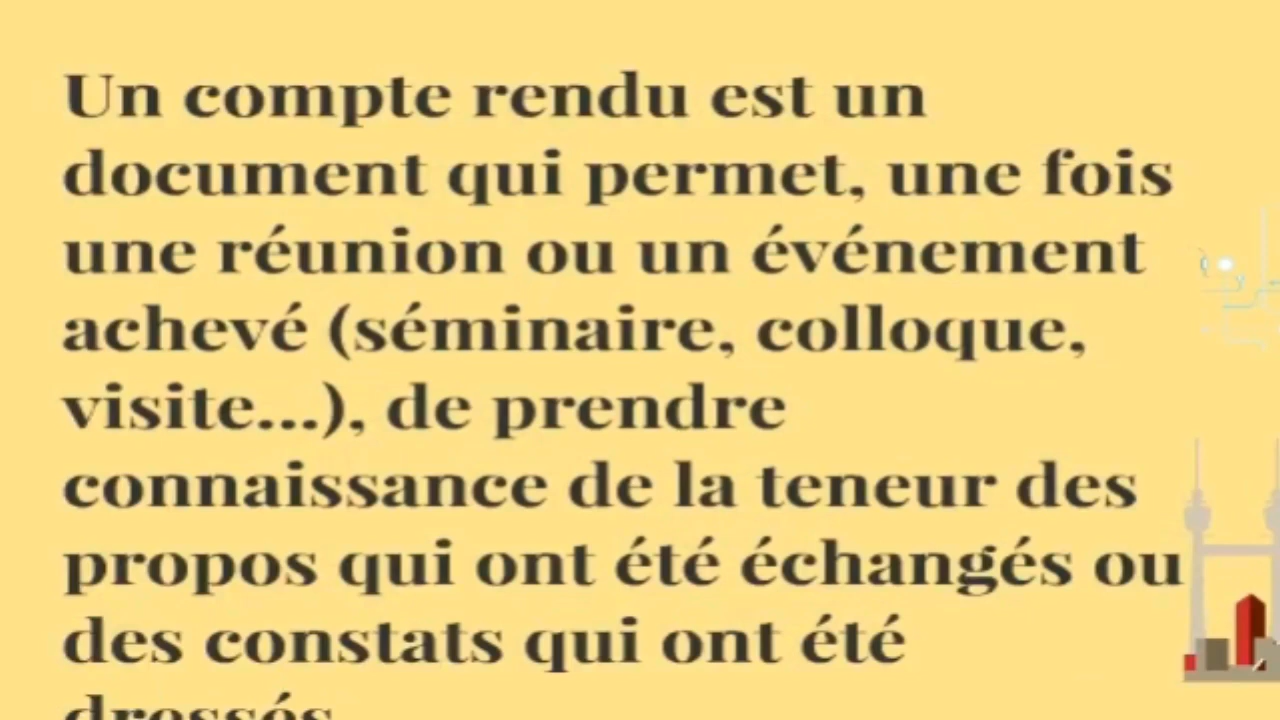 Un compte rendu est un
document qui permet, une fois
une réunion ou un événement
achevé (séminaire, colloque,
visite...), de prendre
connaissance de la teneur des
propos qui ont été échangés ou
des constats qui ont été
dressés